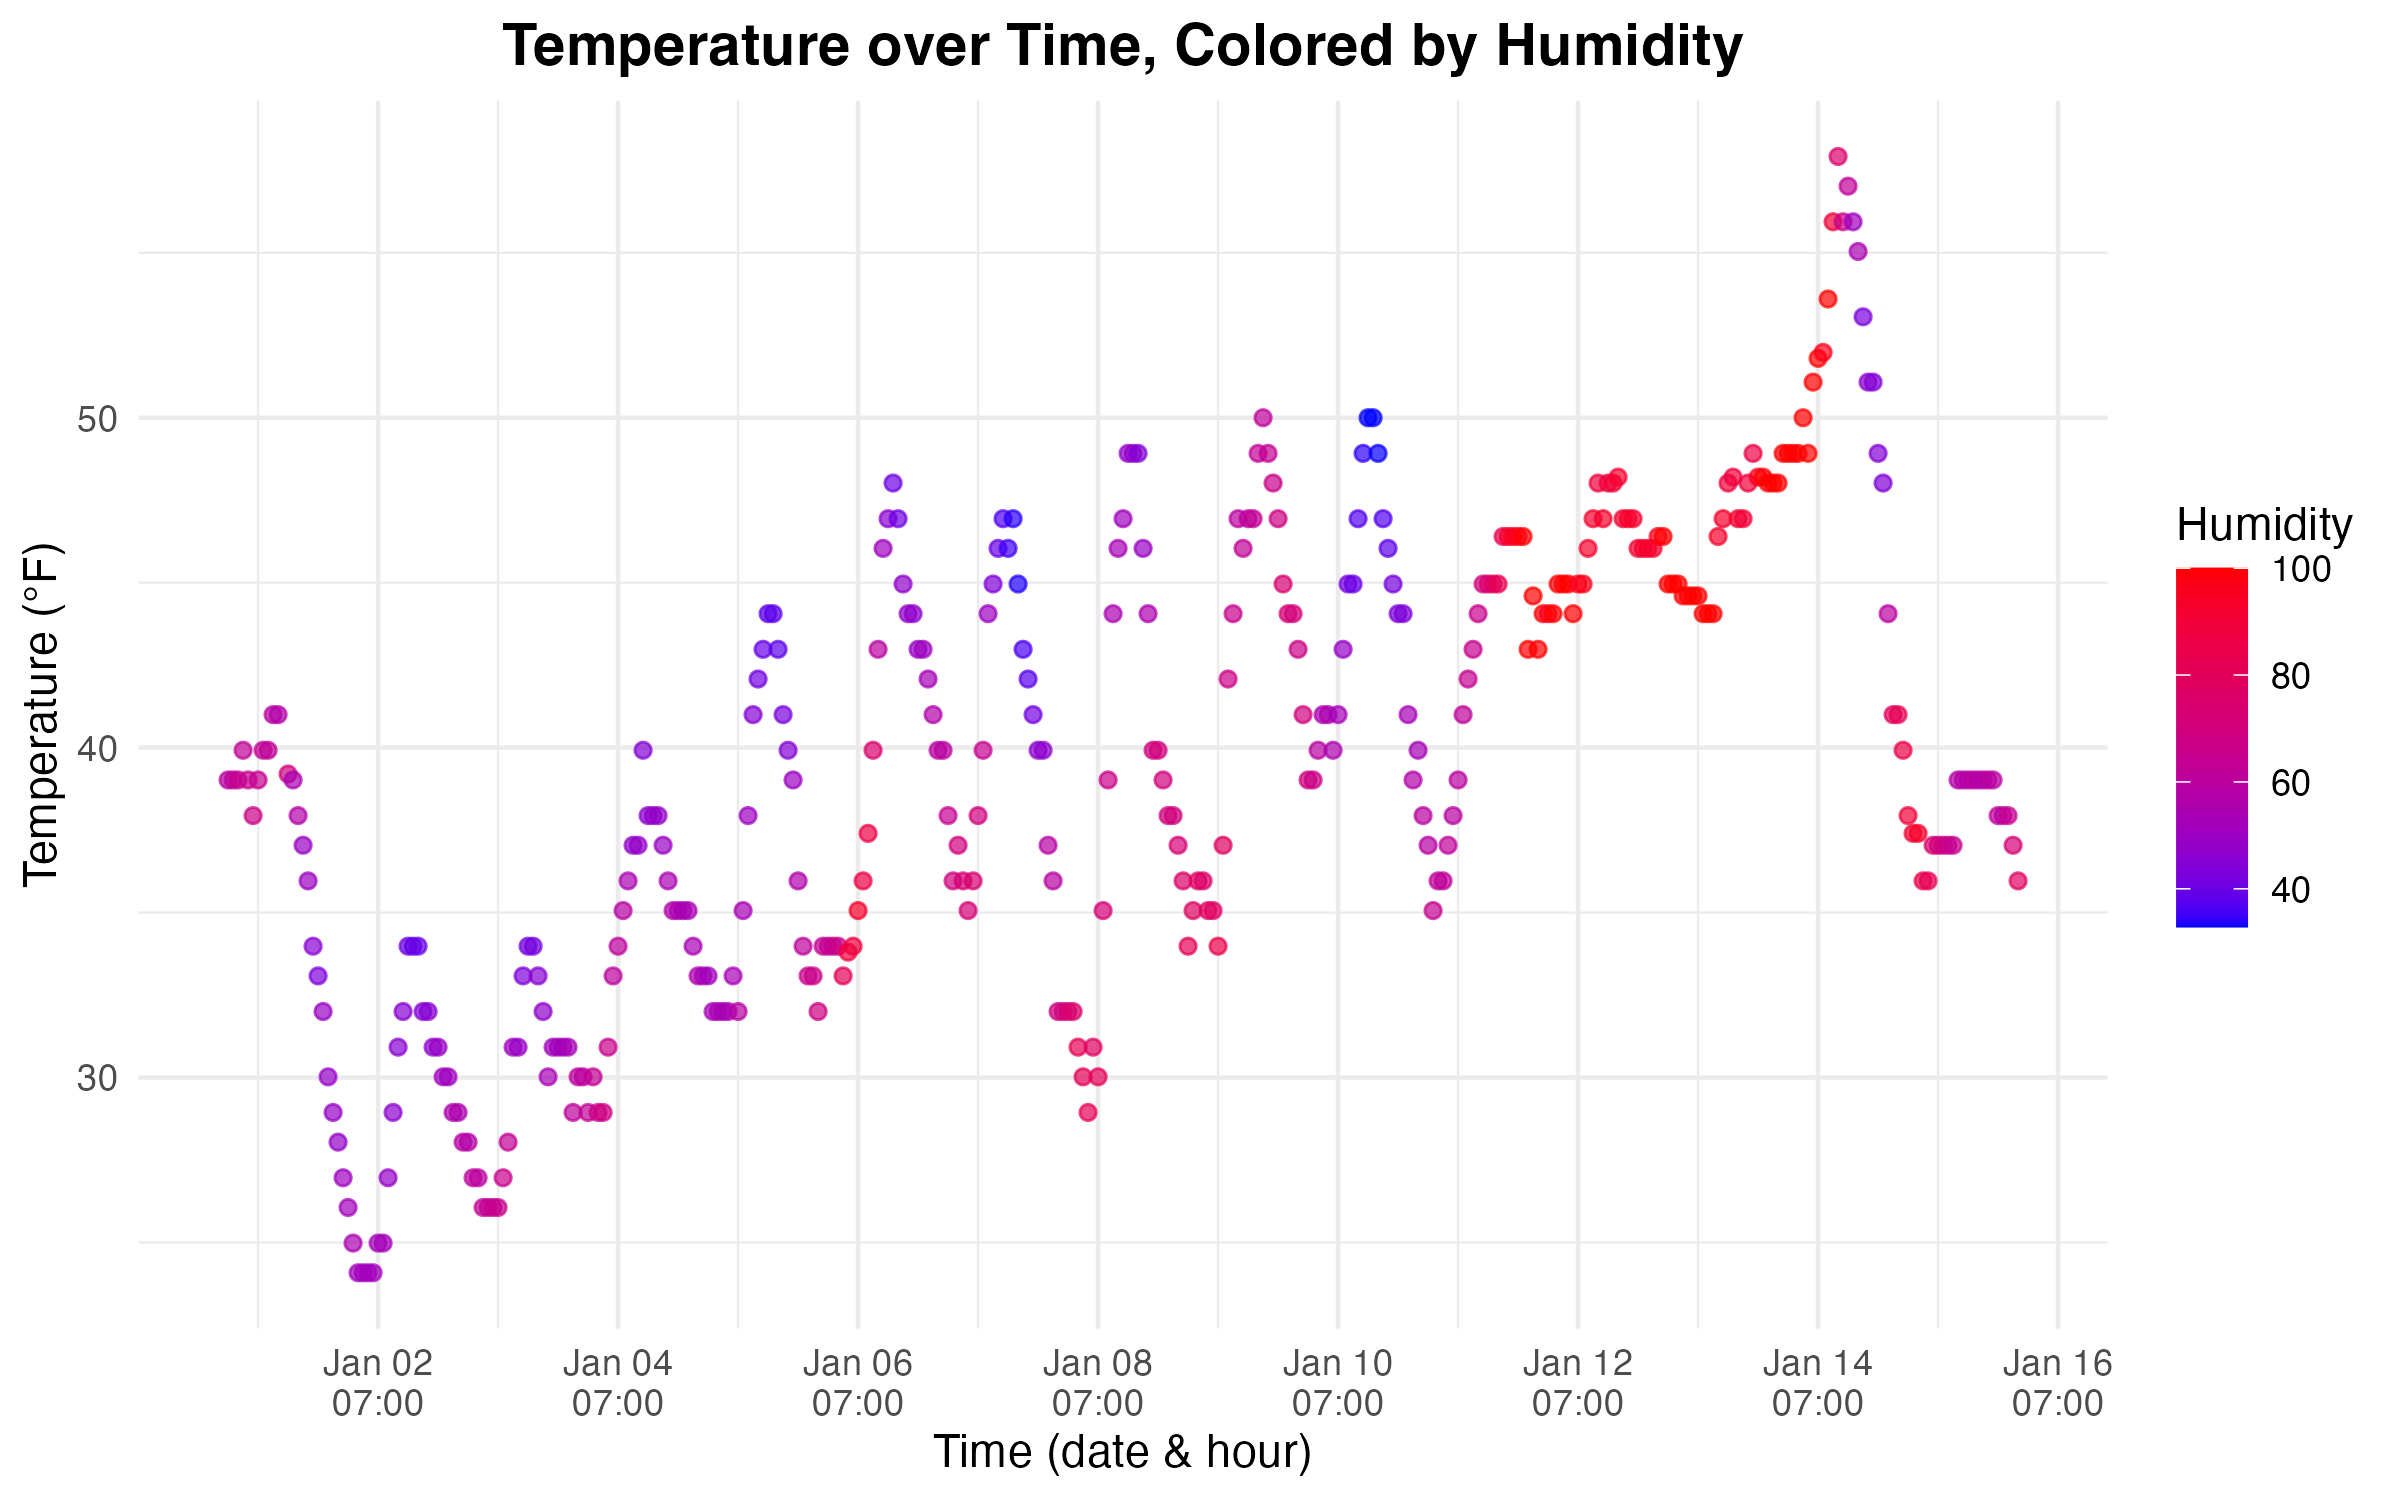 Temperature over Time, Colored by Humidity
Temperature (°F)
50
40
30
Jan 02
07:00
Jan 04
07:00
Jan 06
07:00
Jan 08
07:00
Jan 10
07:00
Jan 12
07:00
Jan 14
07:00
Jan 16
07:00
Time (date & hour)
Humidity
100
80
60
40